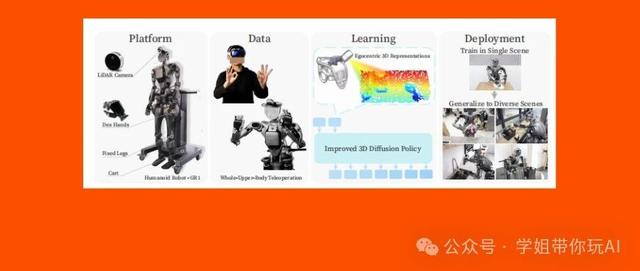 Platform
LiDAR Camera
Dex Hands
Fixed Legs
Cart
Humanoid Robot - GR1
Data
Whole-Upper-Body Teleoperation
Learning
Egocentric 3D Representations
Improved 3D Diffusion Policy
Deployment
Train in Single Scene
Generalize to Diverse Scenes
公众号 · 学姐带你玩AI